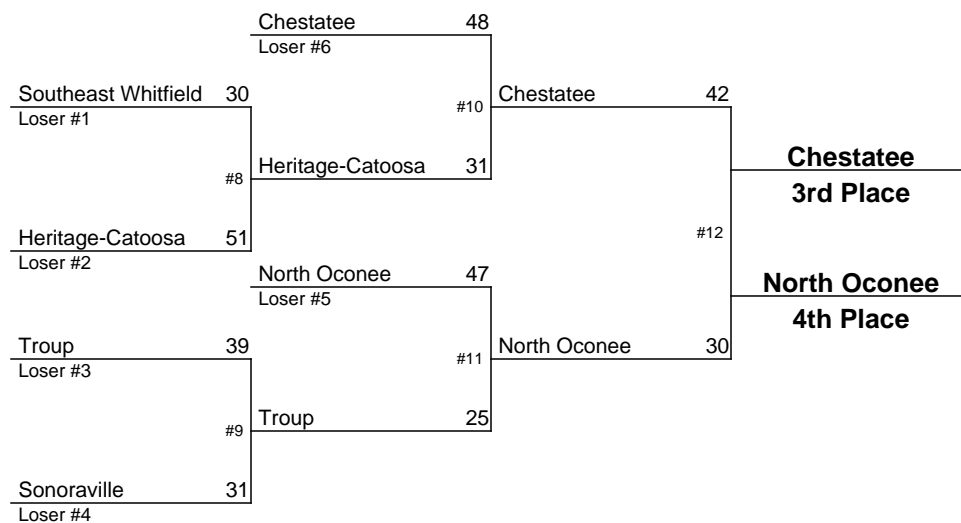 Chestatee 48
Loser #6
Southeast Whitfield 30
Loser #1
#10
Chestatee 42
Chestatee
3rd Place
#8
Heritage-Catoosa 31
Heritage-Catoosa 51
Loser #2
#12
North Oconee 47
Loser #5
North Oconee
4th Place
Troup 39
Loser #3
#11
North Oconee 30
#9
Troup 25
Sonoraville 31
Loser #4